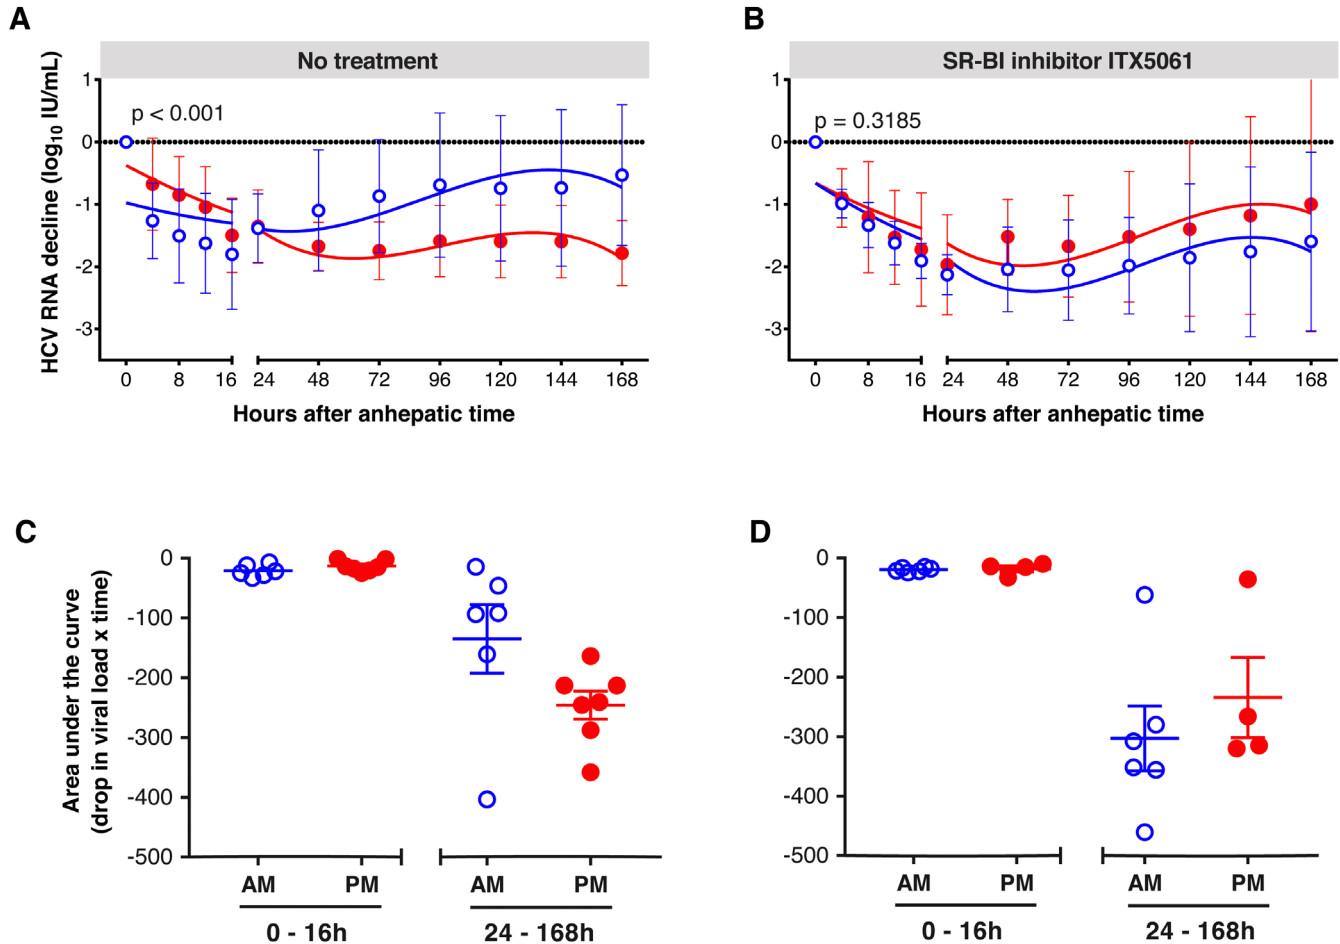 A
No treatment
HCV RNA decline (log10 IU/mL)
1
0
-1
-2
-3
p < 0.001
0 8 16 24 48 72 96 120 144 168
Hours after anhepatic time
B
SR-BI inhibitor ITX5061
1
0
-1
-2
-3
p = 0.3185
0 8 16 24 48 72 96 120 144 168
Hours after anhepatic time
C
Area under the curve
(drop in viral load x time)
0
-100
-200
-300
-400
-500
AM PM AM PM
0 - 16h 24 - 168h
D
0
-100
-200
-300
-400
-500
AM PM AM PM
0 - 16h 24 - 168h